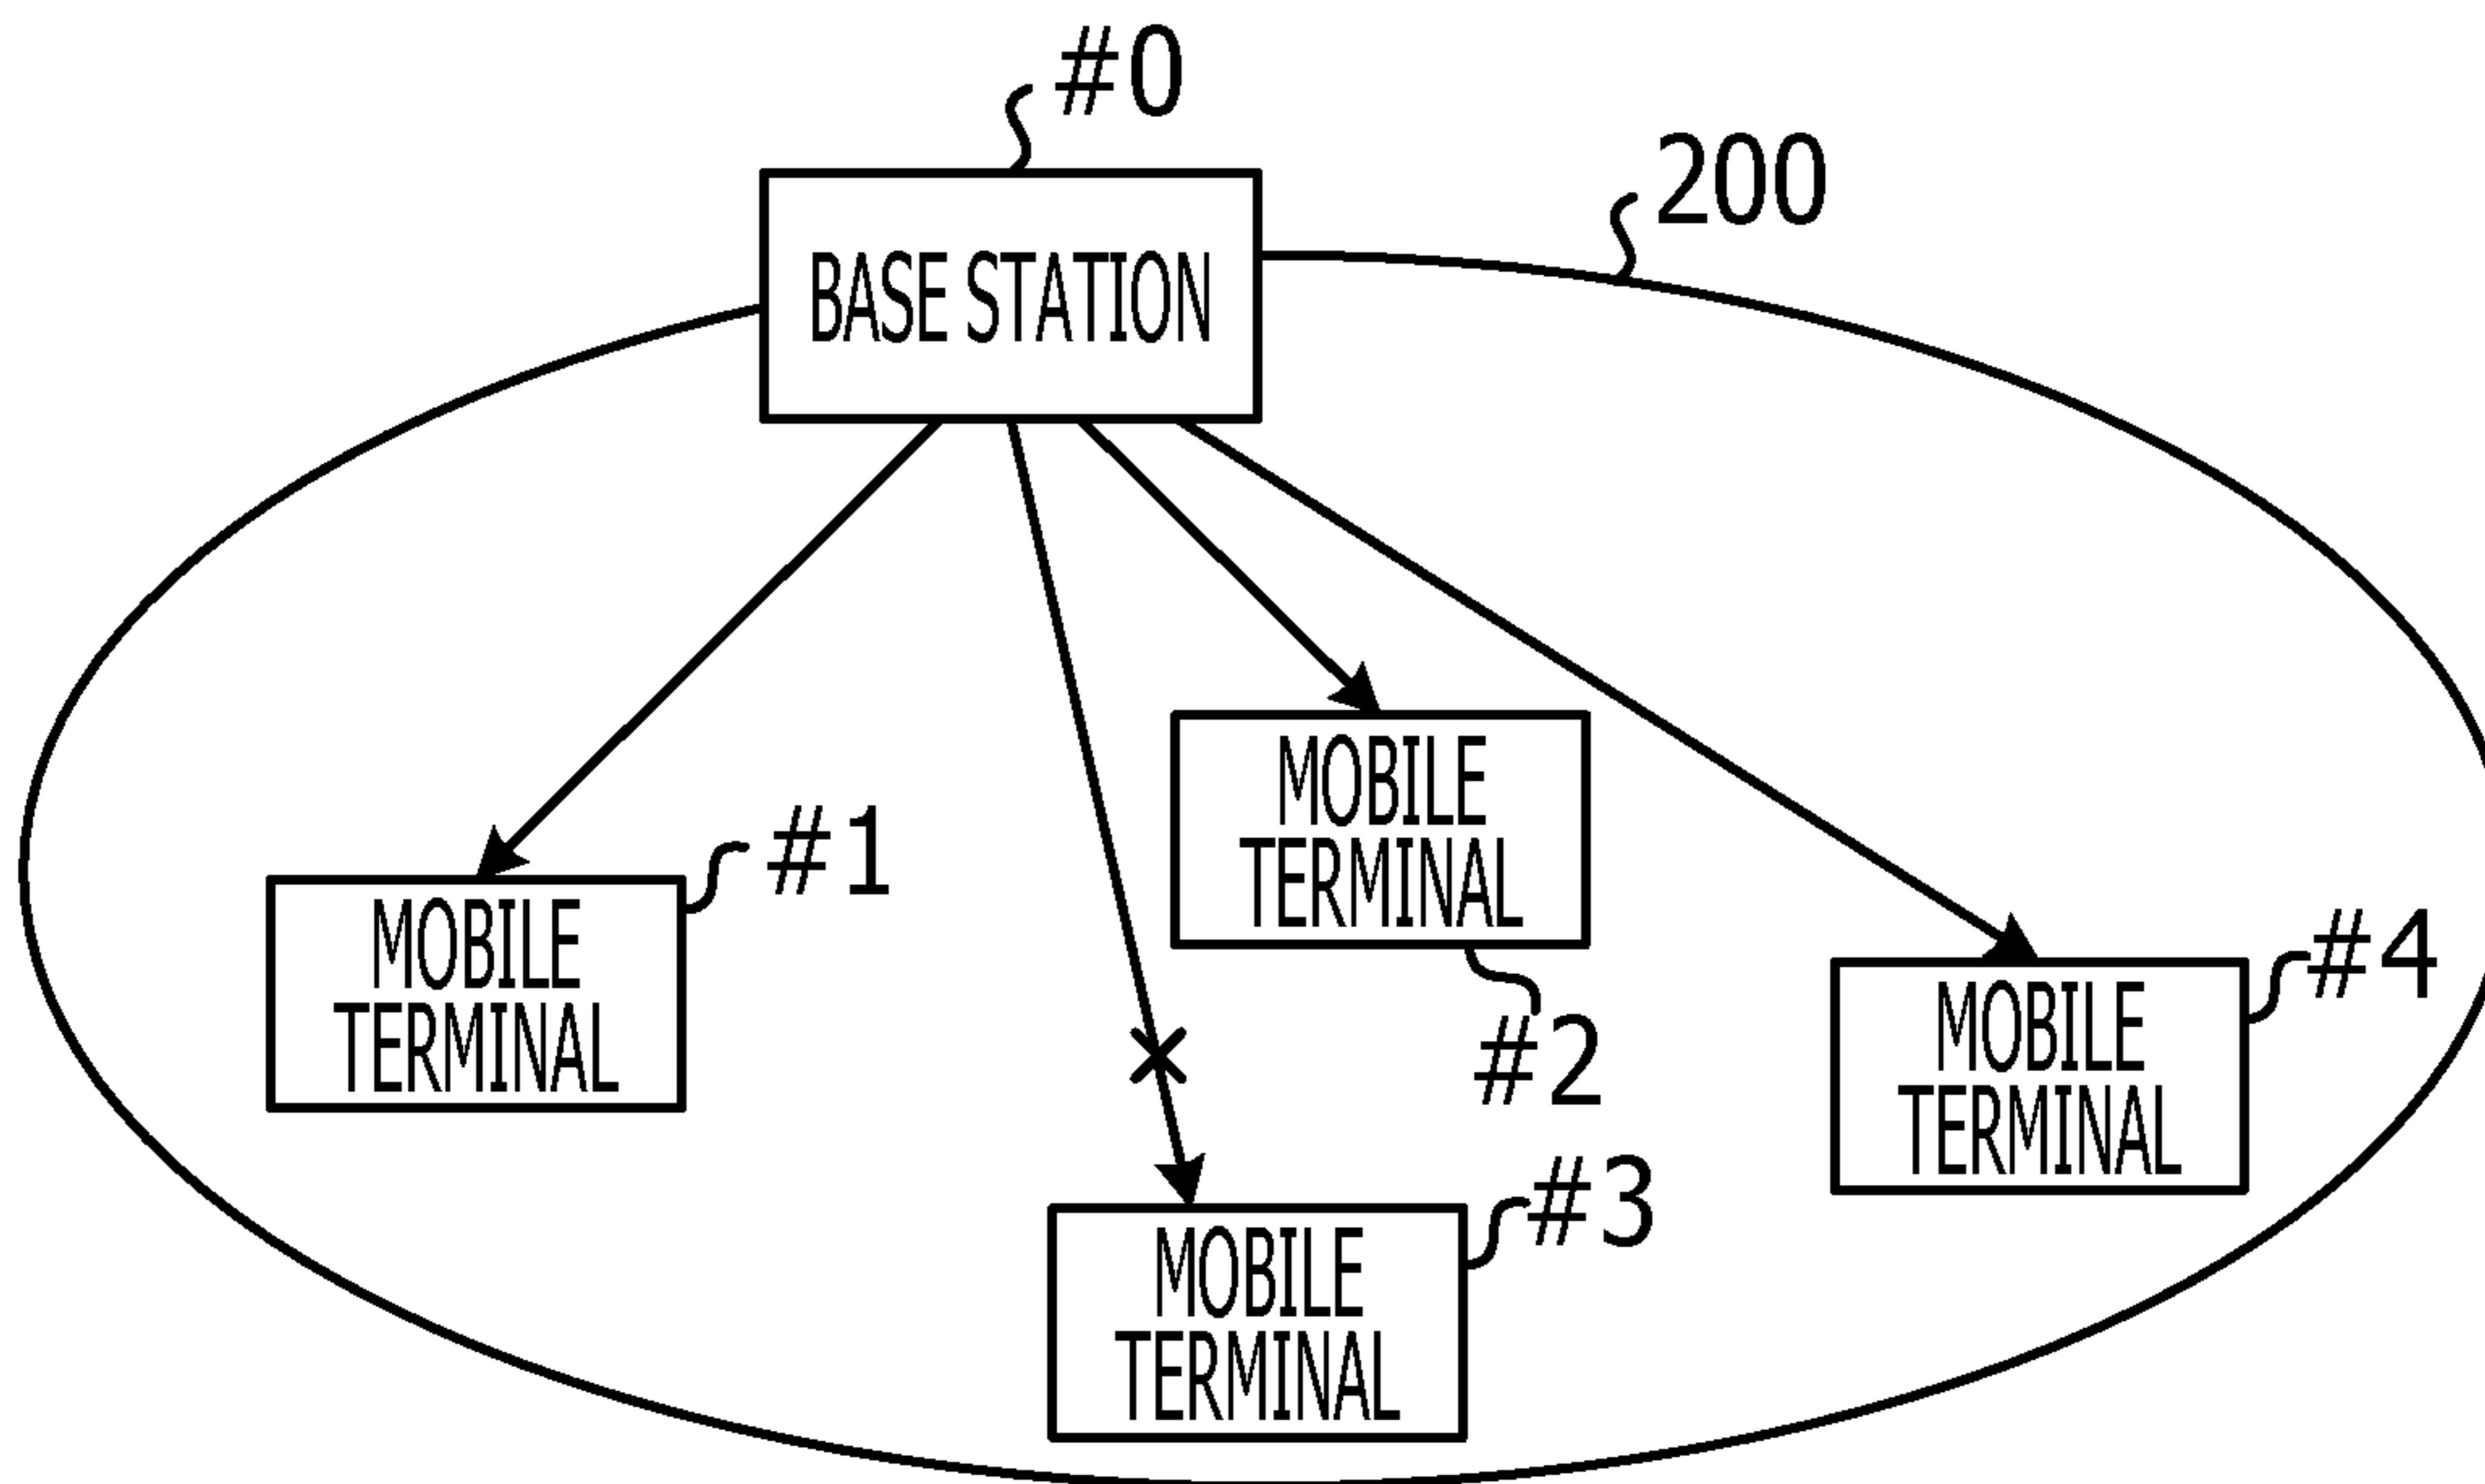 #0
200
BASE STATION
MOBILE
TERMINAL
#2
#1
MOBILE
TERMINAL
#4
MOBILE
TERMINAL
#3
MOBILE
TERMINAL